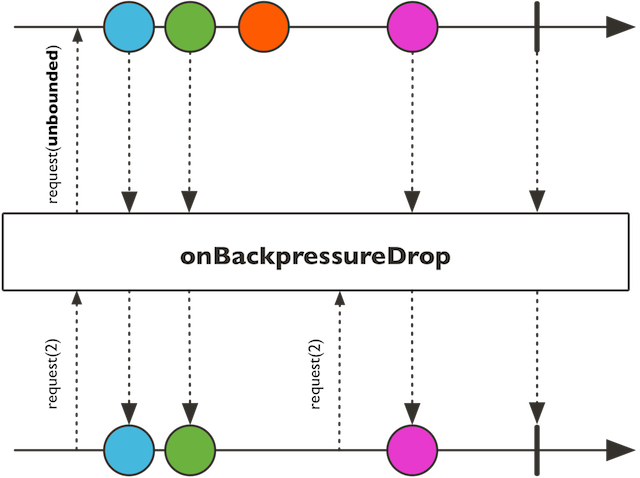 request(unbounded)
onBackpressureDrop
request(2)
request(2)